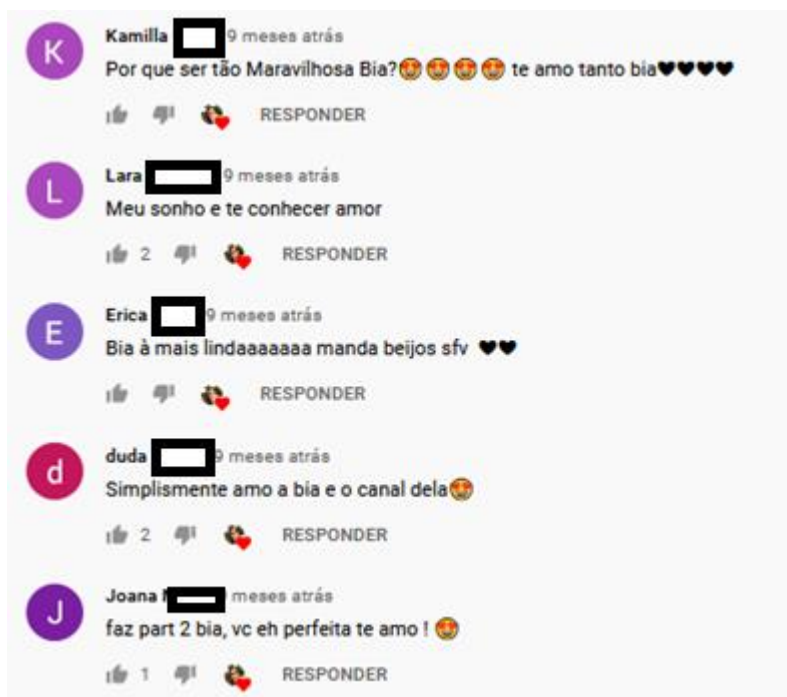 K
Kamilla 9 meses atrás
Por que ser tão Maravilhosa Bia?🤩🤩🤩🤩 te amo tanto bia♥♥♥♥
RESPONDER
L
Lara 9 meses atrás
Meu sonho e te conhecer amor
2 RESPONDER
E
Erica 9 meses atrás
Bia à mais lindaaaaaaa manda beijos sfv ♥♥
RESPONDER
d
duda 9 meses atrás
Simplismente amo a bia e o canal dela🤩
2 RESPONDER
J
Joana meses atrás
faz part 2 bia, vc eh perfeita te amo ! 🤩
1 RESPONDER